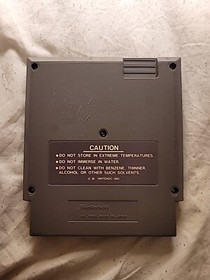 CAUTION
●DO NOT STORE IN EXTREME TEMPERATURES.
●DO NOT IMMERSE IN WATER.
●DO NOT CLEAN WITH BENZENE, THINNER,
ALCOHOL OR OTHER SUCH SOLVENTS.
NINTENDO